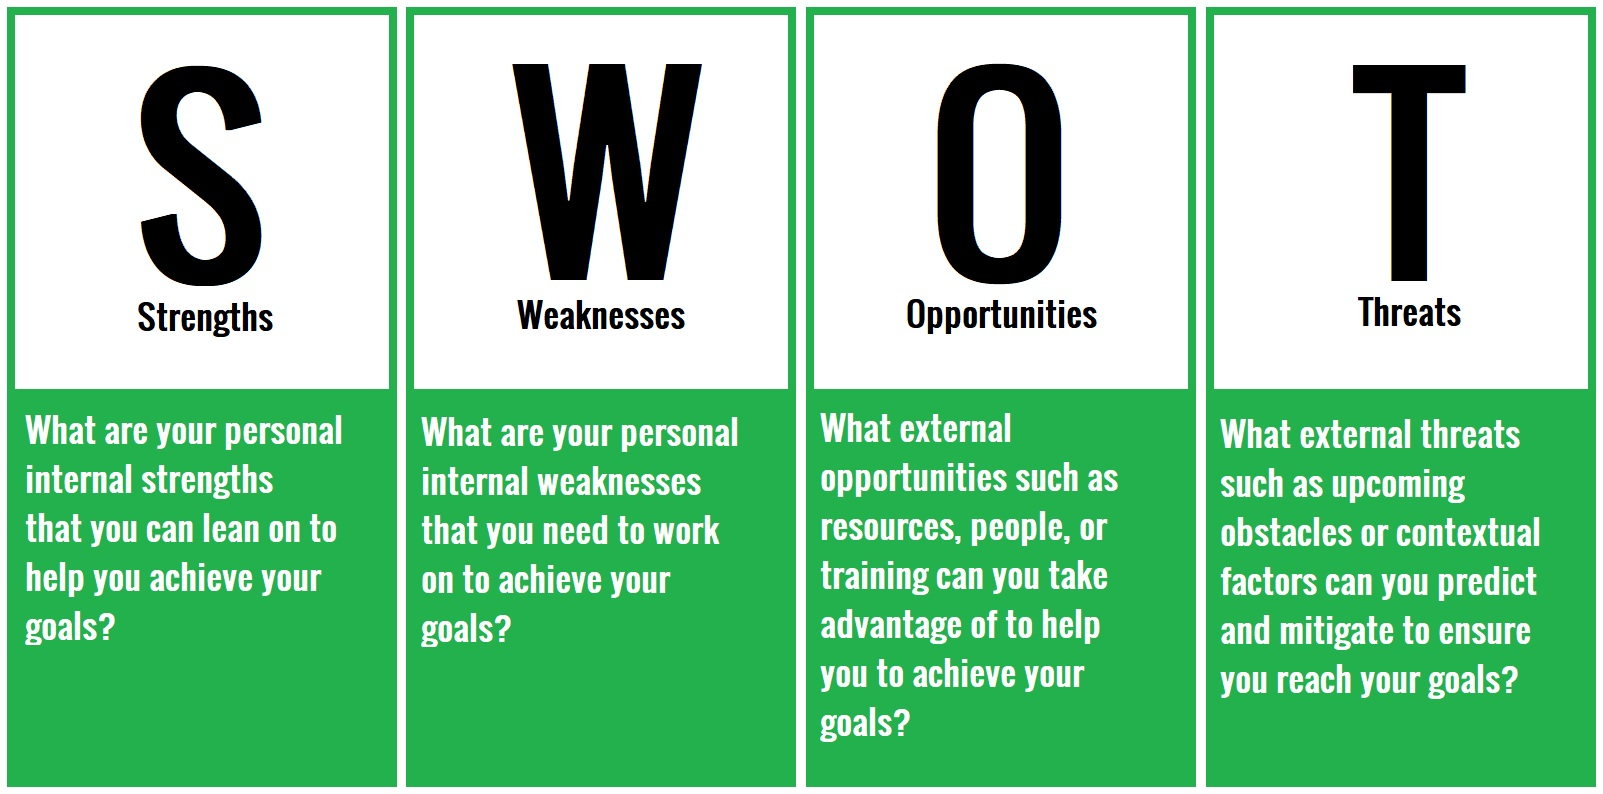 S
Strengths
What are your personal
internal strengths
that you can lean on to
help you achieve your
goals?
W
Weaknesses
What are your personal
internal weaknesses
that you need to work
on to achieve your
goals?
O
Opportunities
What external
opportunities such as
resources, people, or
training can you take
advantage of to help
you to achieve your
goals?
T
Threats
What external threats
such as upcoming
obstacles or contextual
factors can you predict
and mitigate to ensure
you reach your goals?